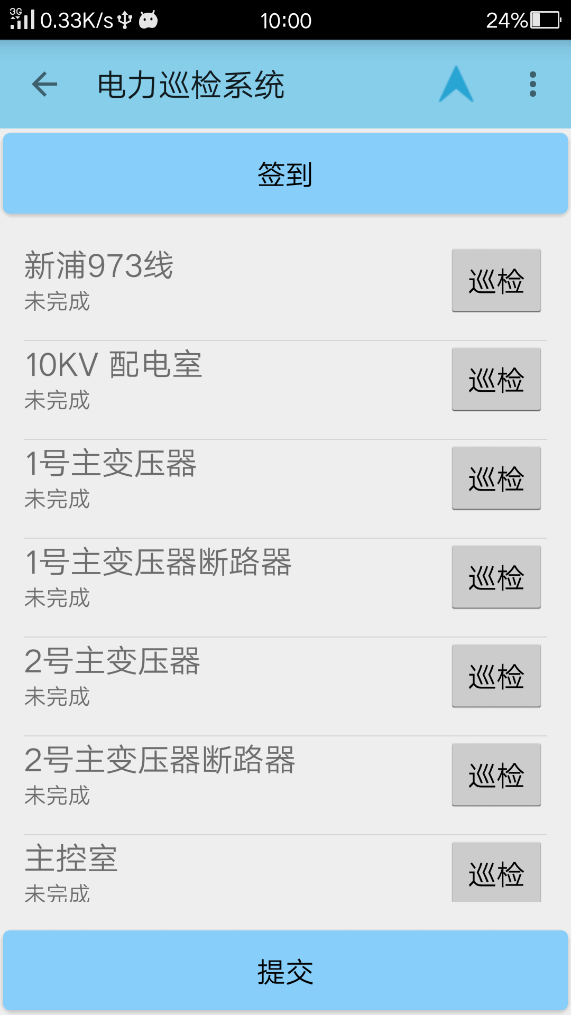 3G 0.33K/s 10:00 24%
电力巡检系统
签到
新浦973线
未完成
巡检
10KV 配电室
未完成
巡检
1号主变压器
未完成
巡检
1号主变压器断路器
未完成
巡检
2号主变压器
未完成
巡检
2号主变压器断路器
未完成
巡检
主控室
未完成
巡检
提交